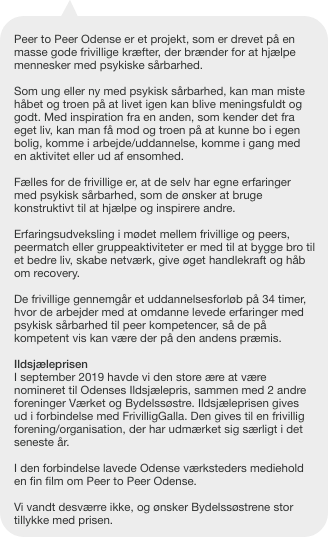 Peer to Peer Odense er et projekt, som er drevet på en
masse gode frivillige kræfter, der brænder for at hjælpe
mennesker med psykiske sårbarhed.
Som ung eller ny med psykisk sårbarhed, kan man miste
håbet og troen på at livet igen kan blive meningsfuldt og
godt. Med inspiration fra en anden, som kender det fra
eget liv, kan man få mod og troen på at kunne bo i egen
bolig, komme i arbejde/uddannelse, komme i gang med
en aktivitet eller ud af ensomhed.
Fælles for de frivillige er, at de selv har egne erfaringer
med psykisk sårbarhed, som de ønsker at bruge
konstruktivt til at hjælpe og inspirere andre.
Erfaringsudveksling i mødet mellem frivillige og peers,
peermatch eller gruppeaktiviteter er med til at bygge bro til
et bedre liv, skabe netværk, give øget handlekraft og håb
om recovery.
De frivillige gennemgår et uddannelsesforløb på 34 timer,
hvor de arbejder med at omdanne levede erfaringer med
psykisk sårbarhed til peer kompetencer, så de på
kompetent vis kan være der på den andens præmis.
Ildsjæleprisen
I september 2019 havde vi den store ære at være
nomineret til Odenses Ildsjælepris, sammen med 2 andre
foreninger Værket og Bydelssøstre. Ildsjæleprisen gives
ud i forbindelse med FrivilligGalla. Den gives til en frivillig
forening/organisation, der har udmærket sig særligt i det
seneste år.
I den forbindelse lavede Odense værksteders mediehold
en fin film om Peer to Peer Odense.
Vi vandt desværre ikke, og ønsker Bydelssøstrene stor
tillykke med prisen.